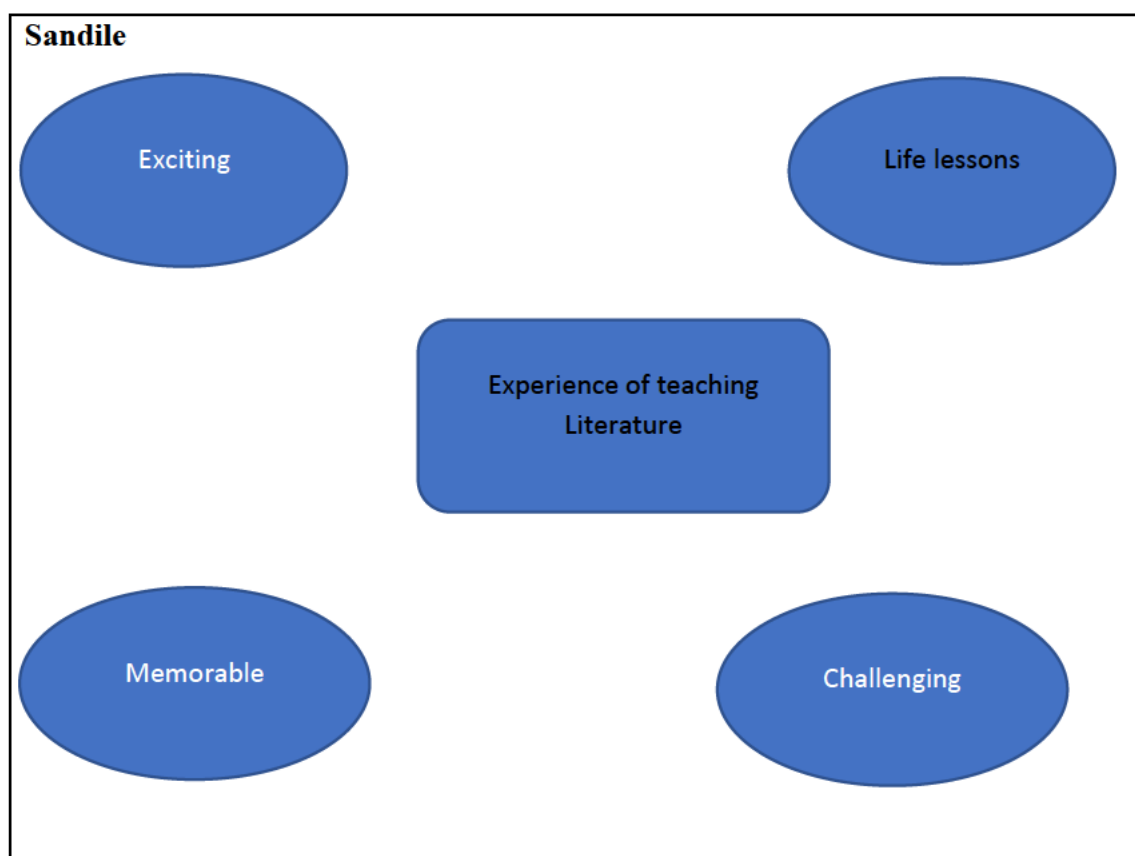 Sandile
Exciting
Life lessons
Experience of teaching
Literature
Memorable
Challenging